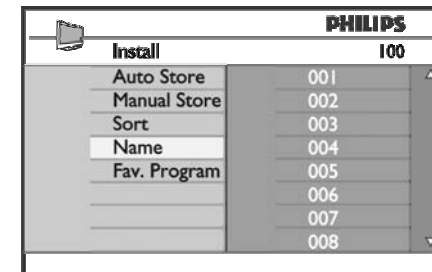 PHILIPS
Install 100
Auto Store 001
Manual Store 002
Sort 003
Name 004
Fav. Program 005
006
007
008